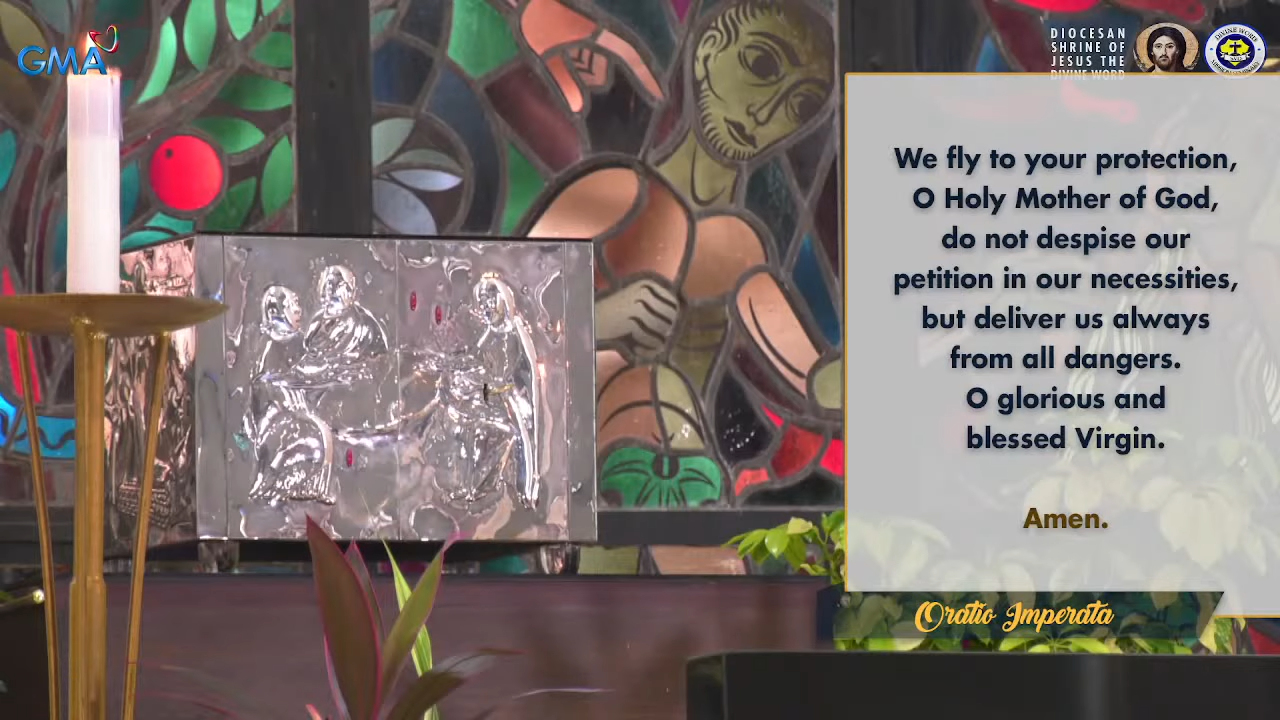 GMA
DIOCESAN
SHRINE OF
JESUS THE
DIVINE WORD
We fly to your protection,
O Holy Mother of God,
do not despise our
petition in our necessities,
but deliver us always
from all dangers.
O glorious and
blessed Virgin.
Amen.
Oratio Imperata